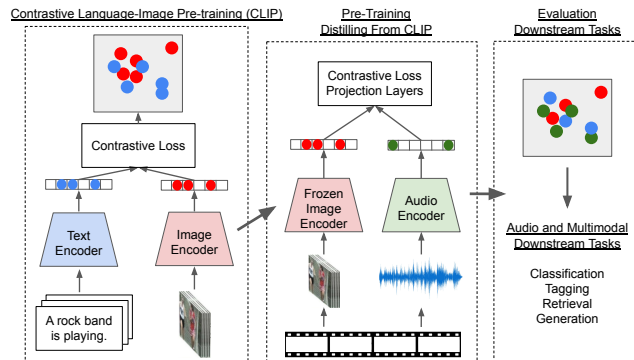 Contrastive Language-Image Pre-training (CLIP)
Contrastive Loss
Text
Encoder
Image
Encoder
A rock band
is playing.
Pre-Training
Distilling From CLIP
Contrastive Loss
Projection Layers
Frozen
Image
Encoder
Audio
Encoder
Evaluation
Downstream Tasks
Audio and Multimodal
Downstream Tasks
Classification
Tagging
Retrieval
Generation